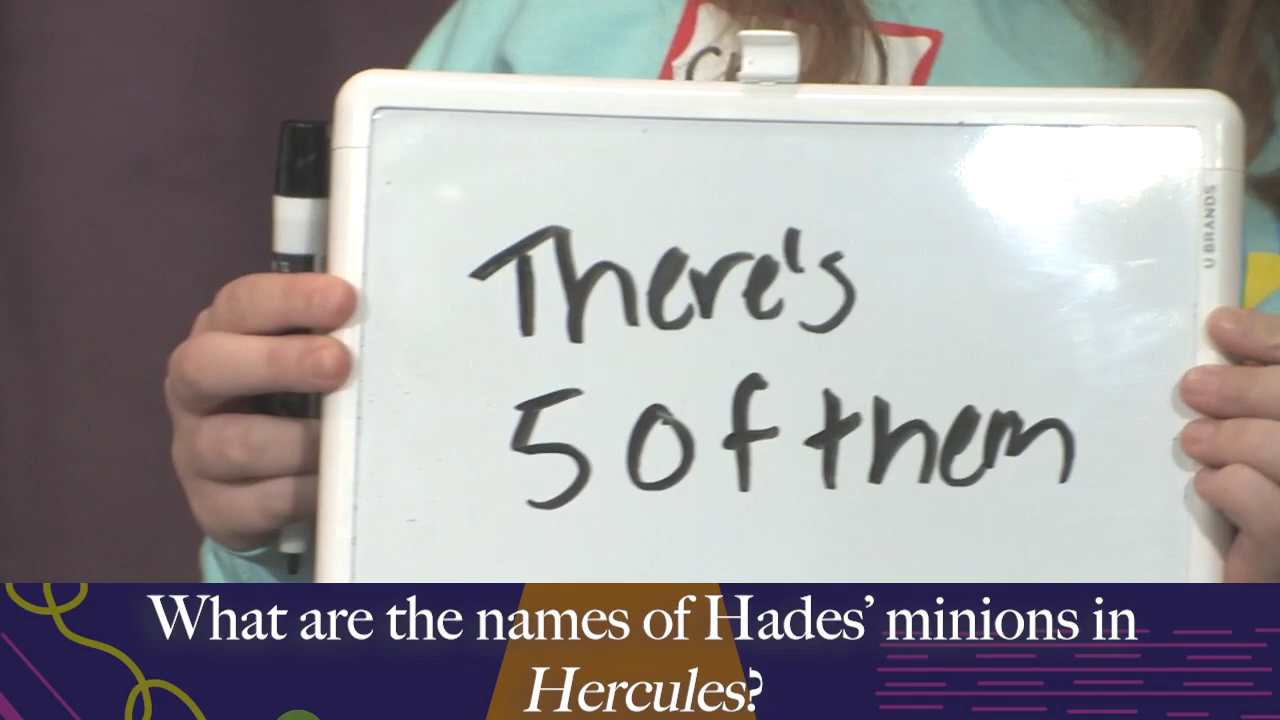 There's
5 of them
U BRANDS
What are the names of Hades’ minions in
Hercules?